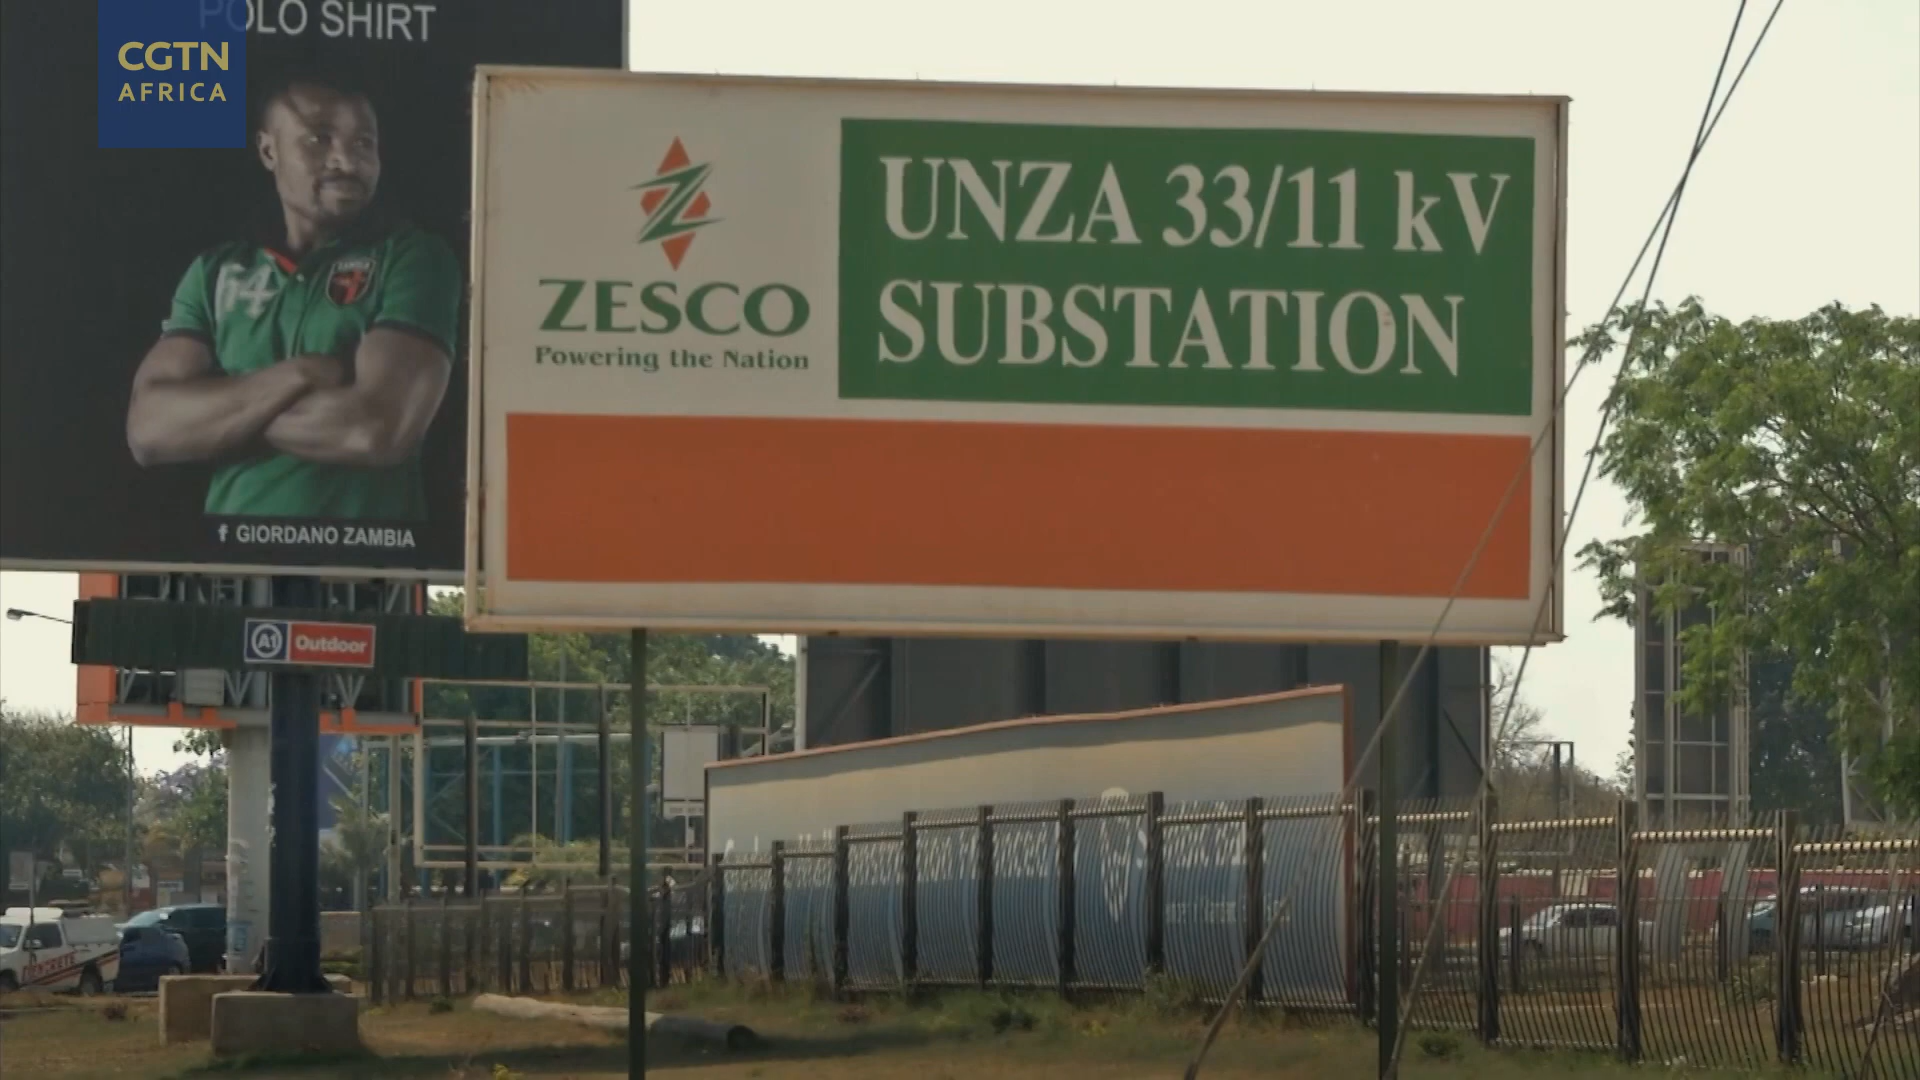 POLO SHIRT
CGTN
AFRICA
64
GIORDANO ZAMBIA
A1 Outdoor
ZESCO
Powering the Nation
UNZA 33/11 kV
SUBSTATION